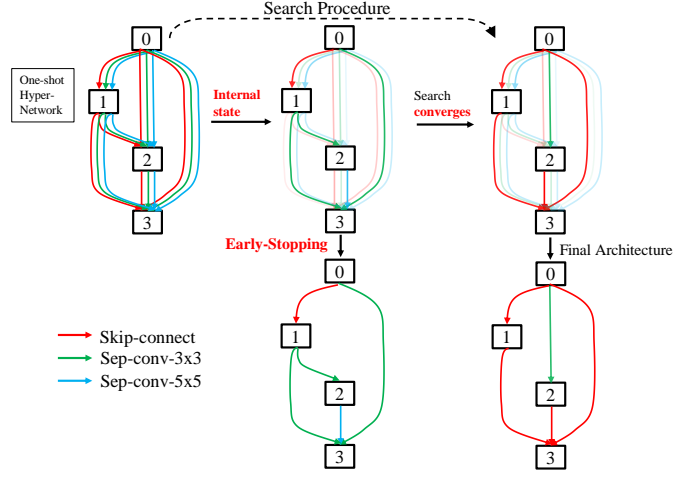 Search Procedure
0
0
0
One-shot
Hyper-
Network
1
Internal
state
1
Search
converges
1
2
2
2
3
3
3
Early-Stopping
Final Architecture
0
0
1
1
Skip-connect
Sep-conv-3x3
Sep-conv-5x5
2
2
3
3